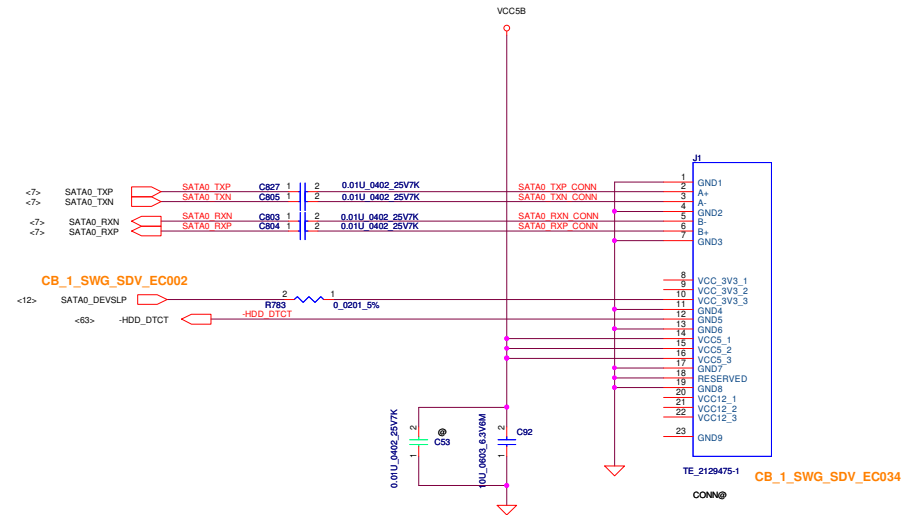 VCC5B
J1
<7> SATA0_TXP SATA0_TXP C827 1 2 0.01U_0402_25V7K SATA0_TXP_CONN
<7> SATA0_TXN SATA0_TXN C805 1 2 0.01U_0402_25V7K SATA0_TXN_CONN
<7> SATA0_RXN SATA0_RXN C803 1 2 0.01U_0402_25V7K SATA0_RXN_CONN
<7> SATA0_RXP SATA0_RXP C804 1 2 0.01U_0402_25V7K SATA0_RXP_CONN
1 GND1
2 A+
3 A-
4 GND2
5 B-
6 B+
7 GND3
CB_1_SWG_SDV_EC002
<12> SATA0_DEVSLP 2 1
R783 0_0201_5%
<63> -HDD_DTCT -HDD_DTCT
8 VCC_3V3_1
9 VCC_3V3_2
10 VCC_3V3_3
11 GND4
12 GND5
13 GND6
14 VCC5_1
15 VCC5_2
16 VCC5_3
17 GND7
18 RESERVED
19 GND8
20 VCC12_1
21 VCC12_2
22 VCC12_3
23 GND9
0.01U_0402_25V7K
2 @
C53
1
10U_0603_6.3V6M
2 C92
1
TE_2129475-1
CB_1_SWG_SDV_EC034
CONN@